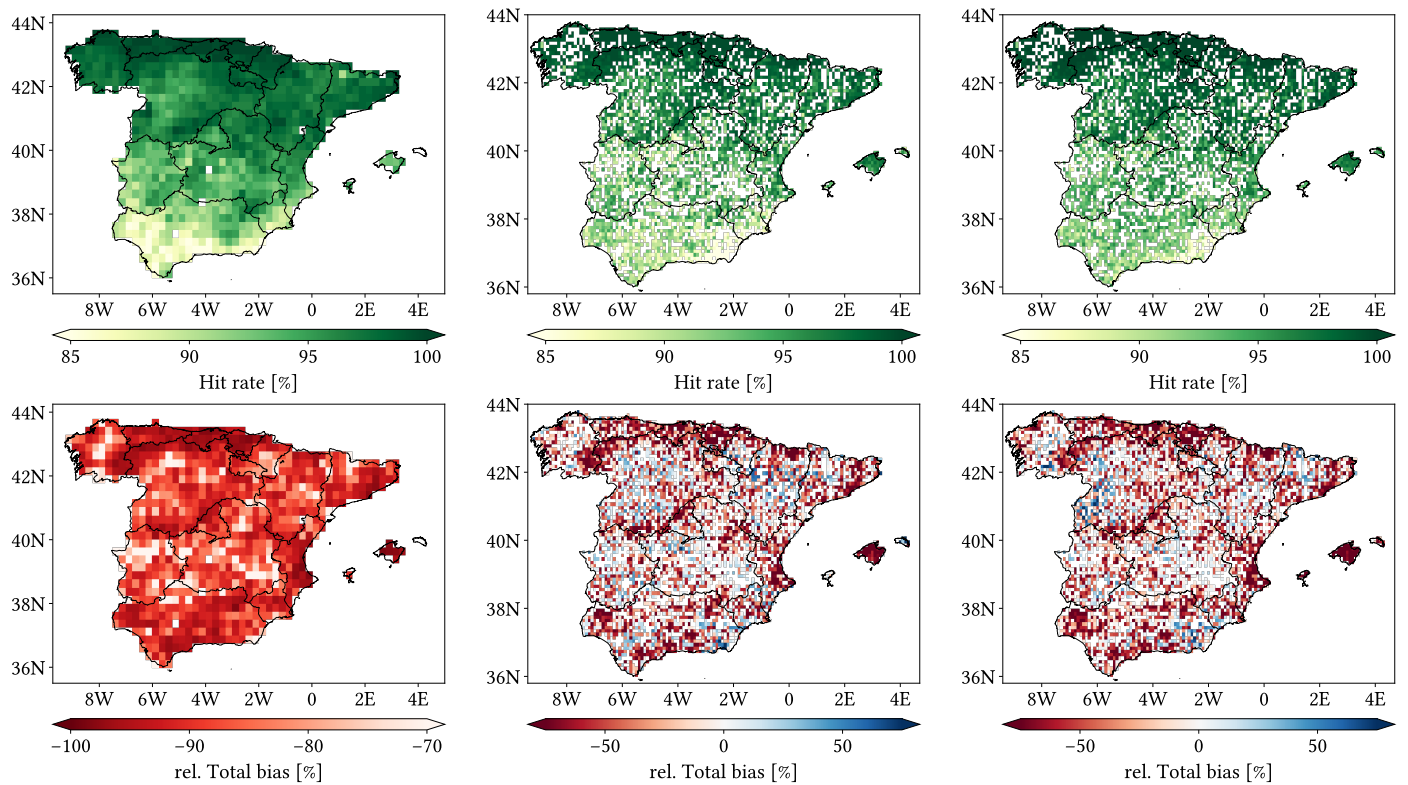 44N
42N
40N
38N
36N
8W 6W 4W 2W 0 2E 4E
85 90 95 100
Hit rate [%]
44N
42N
40N
38N
36N
8W 6W 4W 2W 0 2E 4E
85 90 95 100
Hit rate [%]
44N
42N
40N
38N
36N
8W 6W 4W 2W 0 2E 4E
85 90 95 100
Hit rate [%]
44N
42N
40N
38N
36N
8W 6W 4W 2W 0 2E 4E
−100 −90 −80 −70
rel. Total bias [%]
44N
42N
40N
38N
36N
8W 6W 4W 2W 0 2E 4E
−50 0 50
rel. Total bias [%]
44N
42N
40N
38N
36N
8W 6W 4W 2W 0 2E 4E
−50 0 50
rel. Total bias [%]